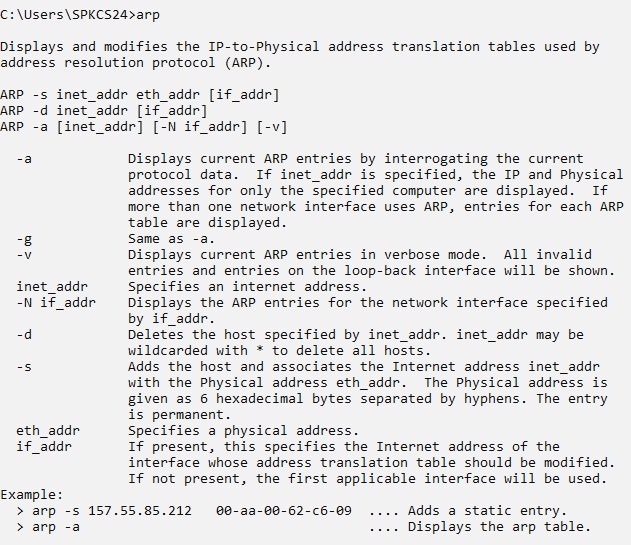 C:\Users\SPKCS24>arp
Displays and modifies the IP-to-Physical address translation tables used by
address resolution protocol (ARP).
ARP -s inet_addr eth_addr [if_addr]
ARP -d inet_addr [if_addr]
ARP -a [inet_addr] [-N if_addr] [-v]
-a Displays current ARP entries by interrogating the current
protocol data. If inet_addr is specified, the IP and Physical
addresses for only the specified computer are displayed. If
more than one network interface uses ARP, entries for each ARP
table are displayed.
-g Same as -a.
-v Displays current ARP entries in verbose mode. All invalid
entries and entries on the loop-back interface will be shown.
inet_addr Specifies an internet address.
-N if_addr Displays the ARP entries for the network interface specified
by if_addr.
-d Deletes the host specified by inet_addr. inet_addr may be
wildcarded with * to delete all hosts.
-s Adds the host and associates the Internet address inet_addr
with the Physical address eth_addr. The Physical address is
given as 6 hexadecimal bytes separated by hyphens. The entry
is permanent.
eth_addr Specifies a physical address.
if_addr If present, this specifies the Internet address of the
interface whose address translation table should be modified.
If not present, the first applicable interface will be used.
Example:
> arp -s 157.55.85.212 00-aa-00-62-c6-09 .... Adds a static entry.
> arp -a .... Displays the arp table.